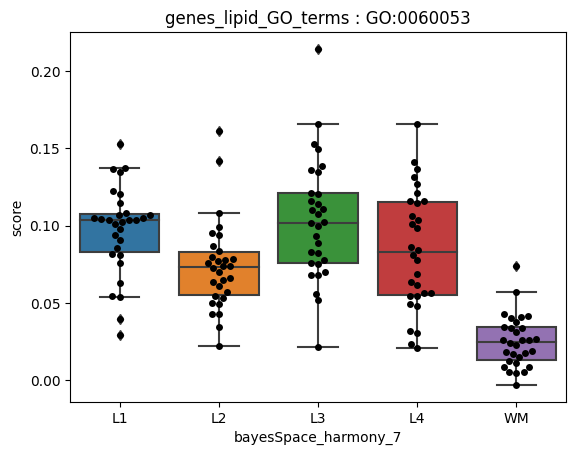 genes_lipid_GO_terms : GO:0060053
0.20
0.15
0.10
0.05
0.00
score
L1 L2 L3 L4 WM
bayesSpace_harmony_7